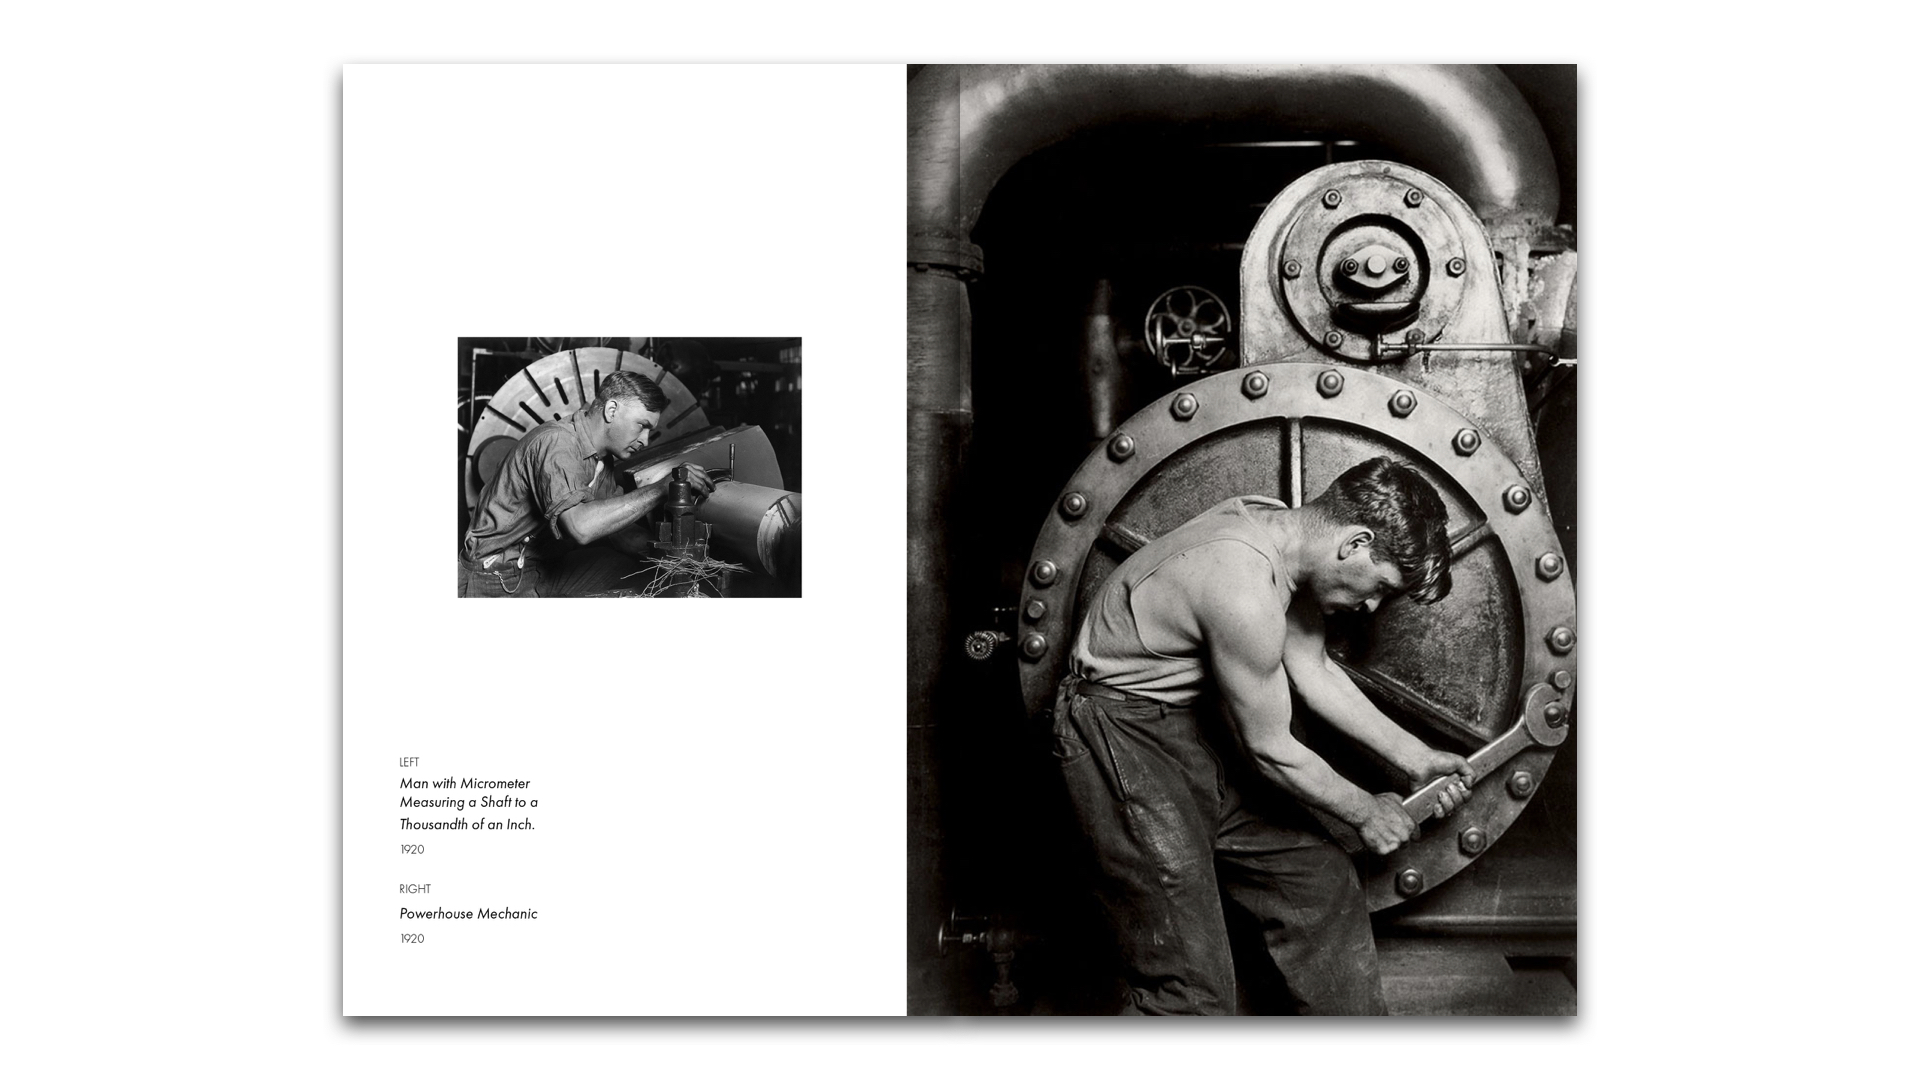 LEFT
Man with Micrometer
Measuring a Shaft to a
Thousandth of an Inch.
1920
RIGHT
Powerhouse Mechanic
1920